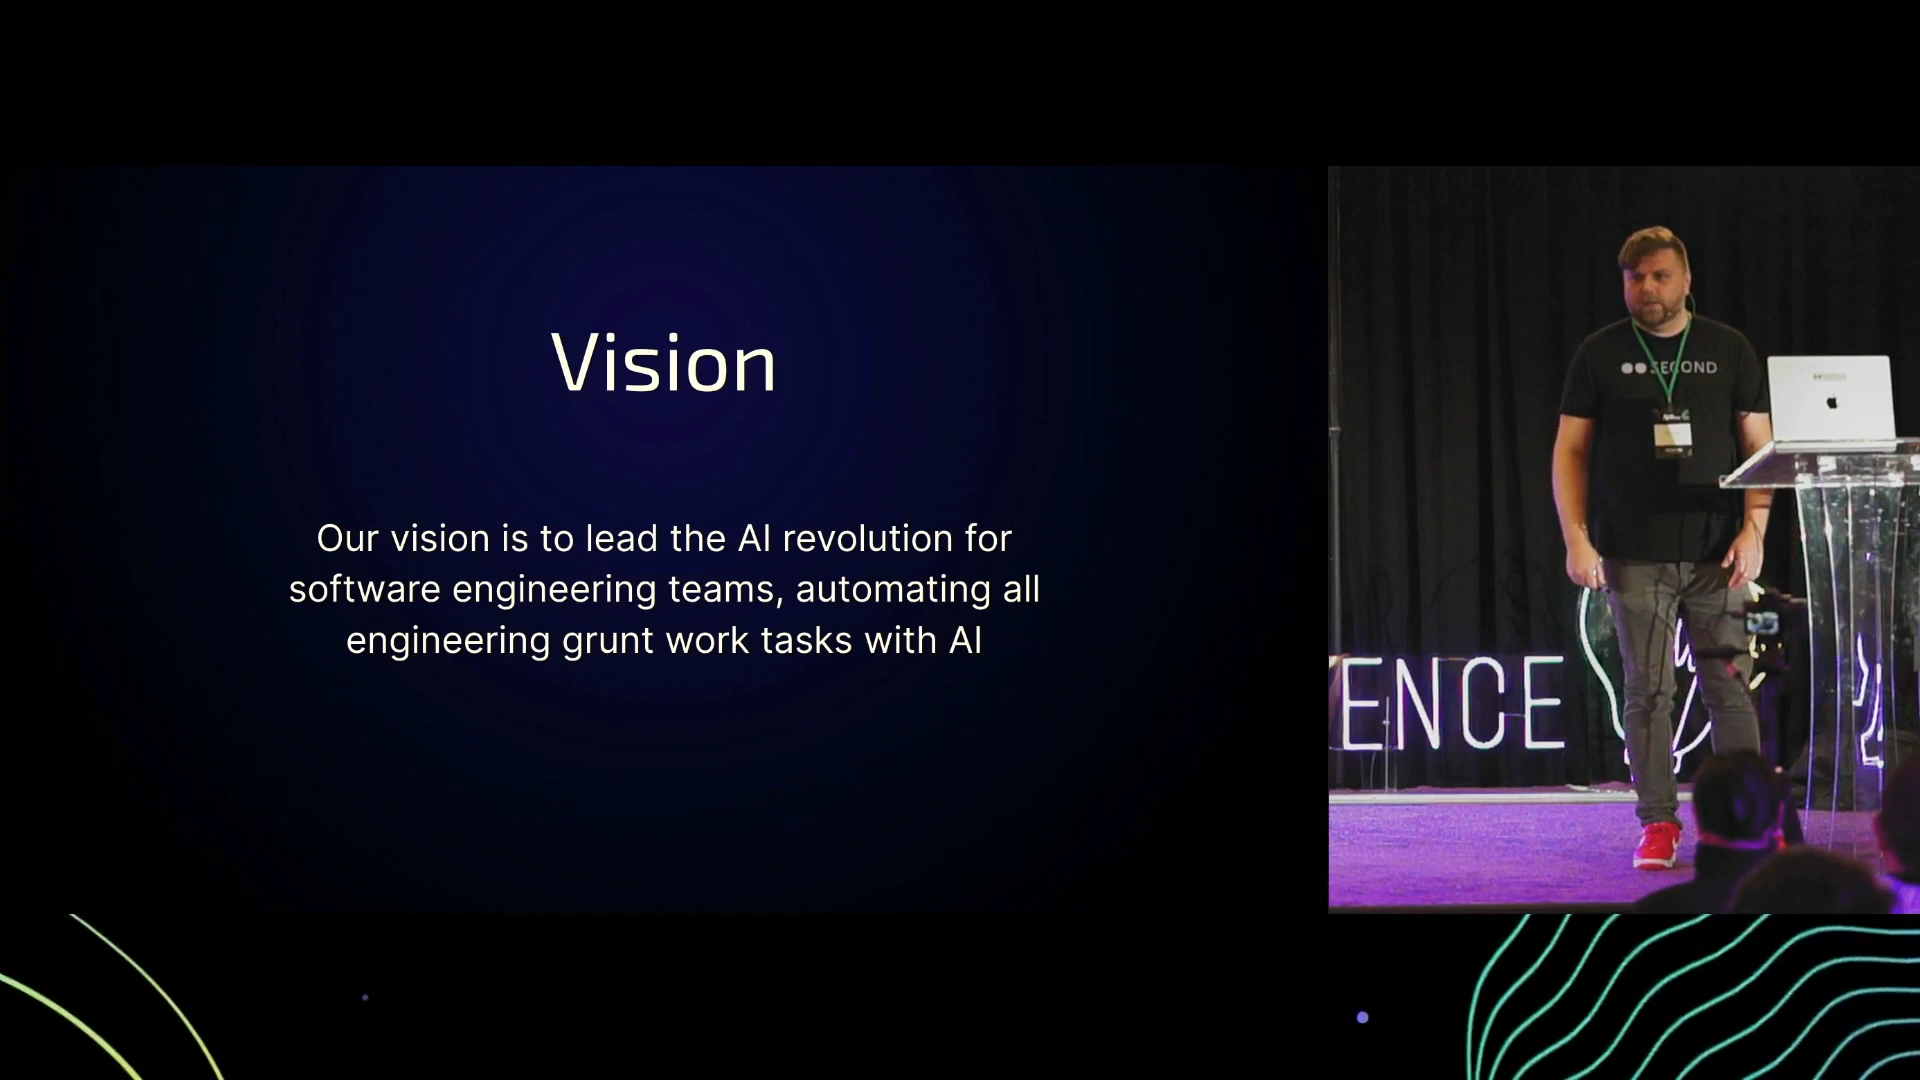 Vision
Our vision is to lead the AI revolution for
software engineering teams, automating all
engineering grunt work tasks with AI
SECOND
ENCE